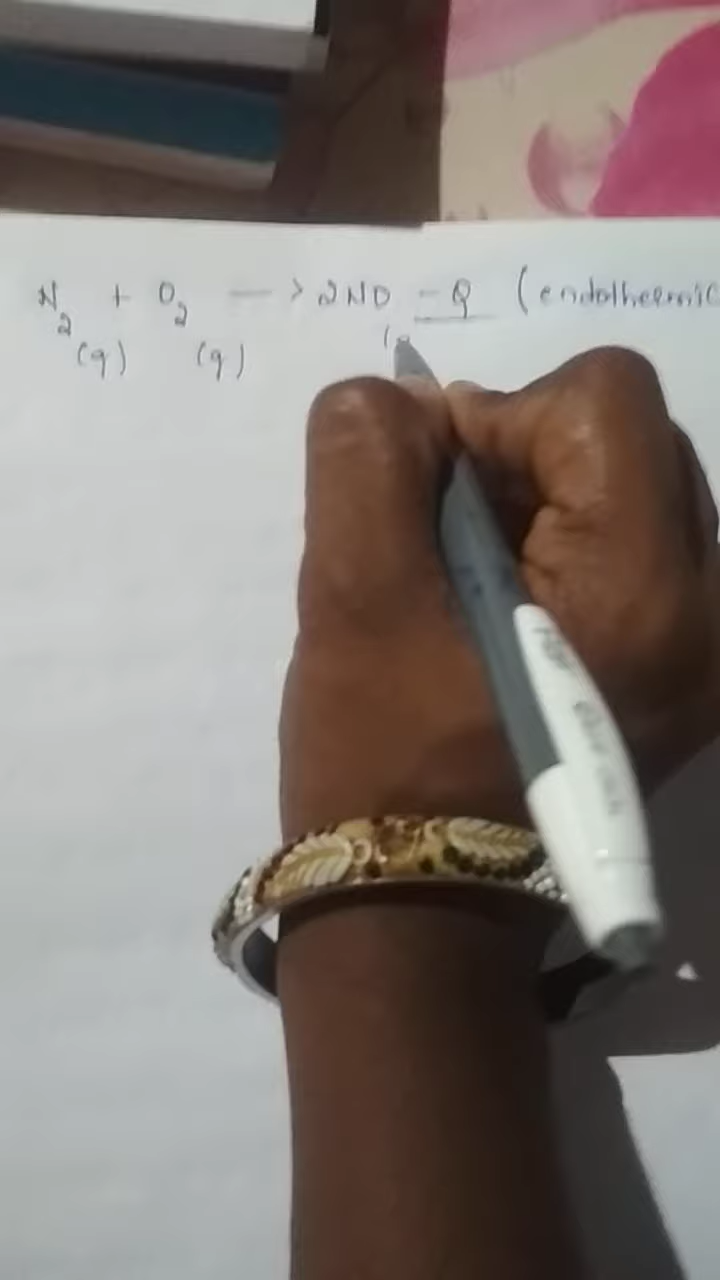 N₂ + O₂ —> 2NO - Q (endothermic
(g) (g) (g